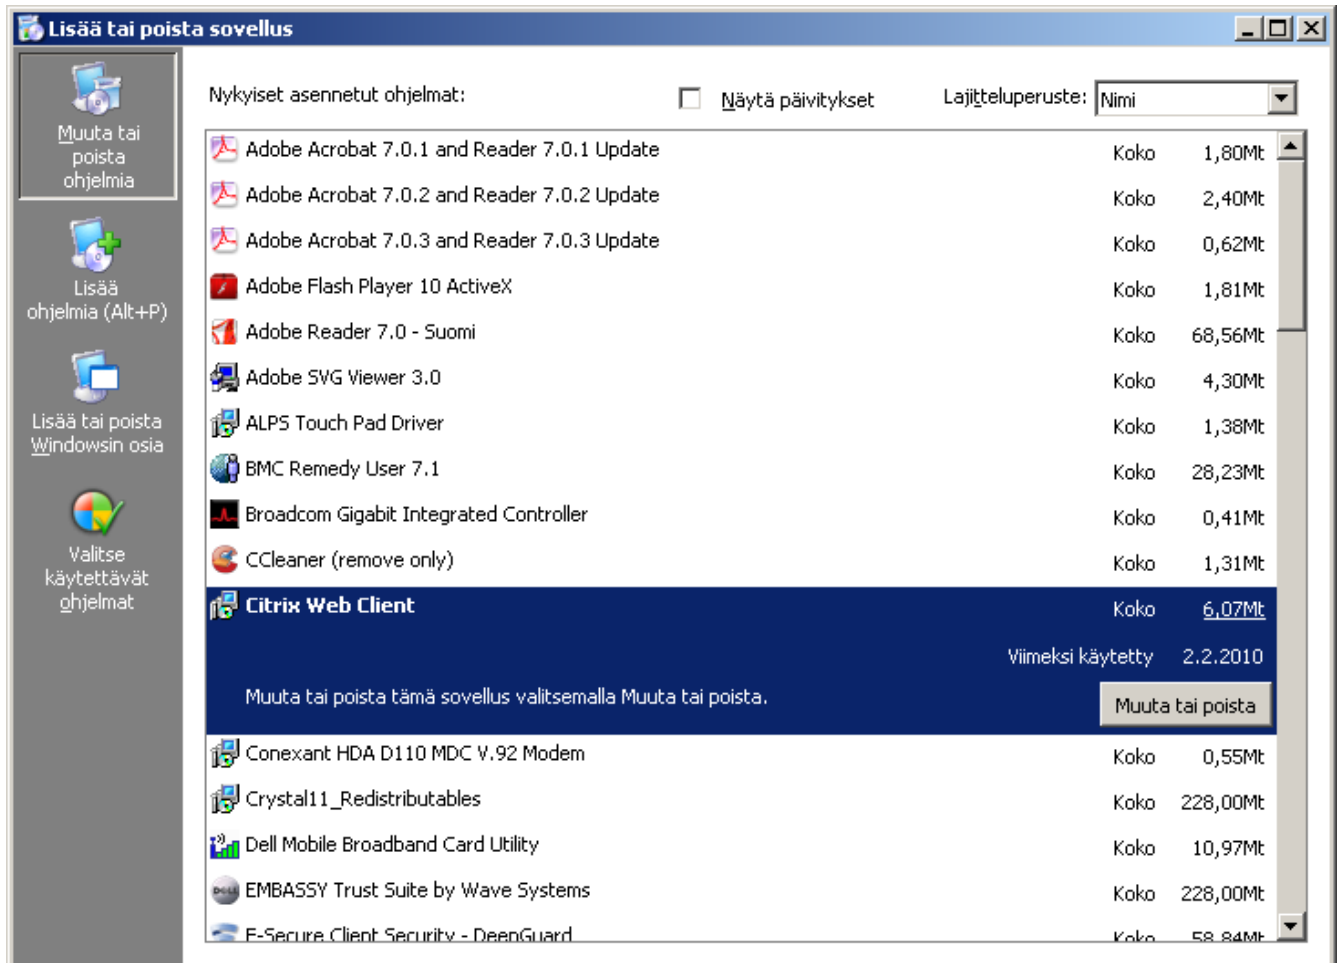 Lisää tai poista sovellus
Muuta tai
poista
ohjelmia
Lisää
ohjelmia (Alt+P)
Lisää tai poista
Windowsin osia
Valitse
käytettävät
ohjelmat
Nykyiset asennetut ohjelmat:
Näytä päivitykset
Lajitteluperuste: Nimi
Adobe Acrobat 7.0.1 and Reader 7.0.1 Update Koko 1,80Mt
Adobe Acrobat 7.0.2 and Reader 7.0.2 Update Koko 2,40Mt
Adobe Acrobat 7.0.3 and Reader 7.0.3 Update Koko 0,62Mt
Adobe Flash Player 10 ActiveX Koko 1,81Mt
Adobe Reader 7.0 - Suomi Koko 68,56Mt
Adobe SVG Viewer 3.0 Koko 4,30Mt
ALPS Touch Pad Driver Koko 1,38Mt
BMC Remedy User 7.1 Koko 28,23Mt
Broadcom Gigabit Integrated Controller Koko 0,41Mt
CCleaner (remove only) Koko 1,31Mt
Citrix Web Client Koko 6,07Mt
Viimeksi käytetty 2.2.2010
Muuta tai poista tämä sovellus valitsemalla Muuta tai poista. Muuta tai poista
Conexant HDA D110 MDC V.92 Modem Koko 0,55Mt
Crystal11_Redistributables Koko 228,00Mt
Dell Mobile Broadband Card Utility Koko 10,97Mt
EMBASSY Trust Suite by Wave Systems Koko 228,00Mt
F-Secure Client Security - DeepGuard Koko 58,84Mt